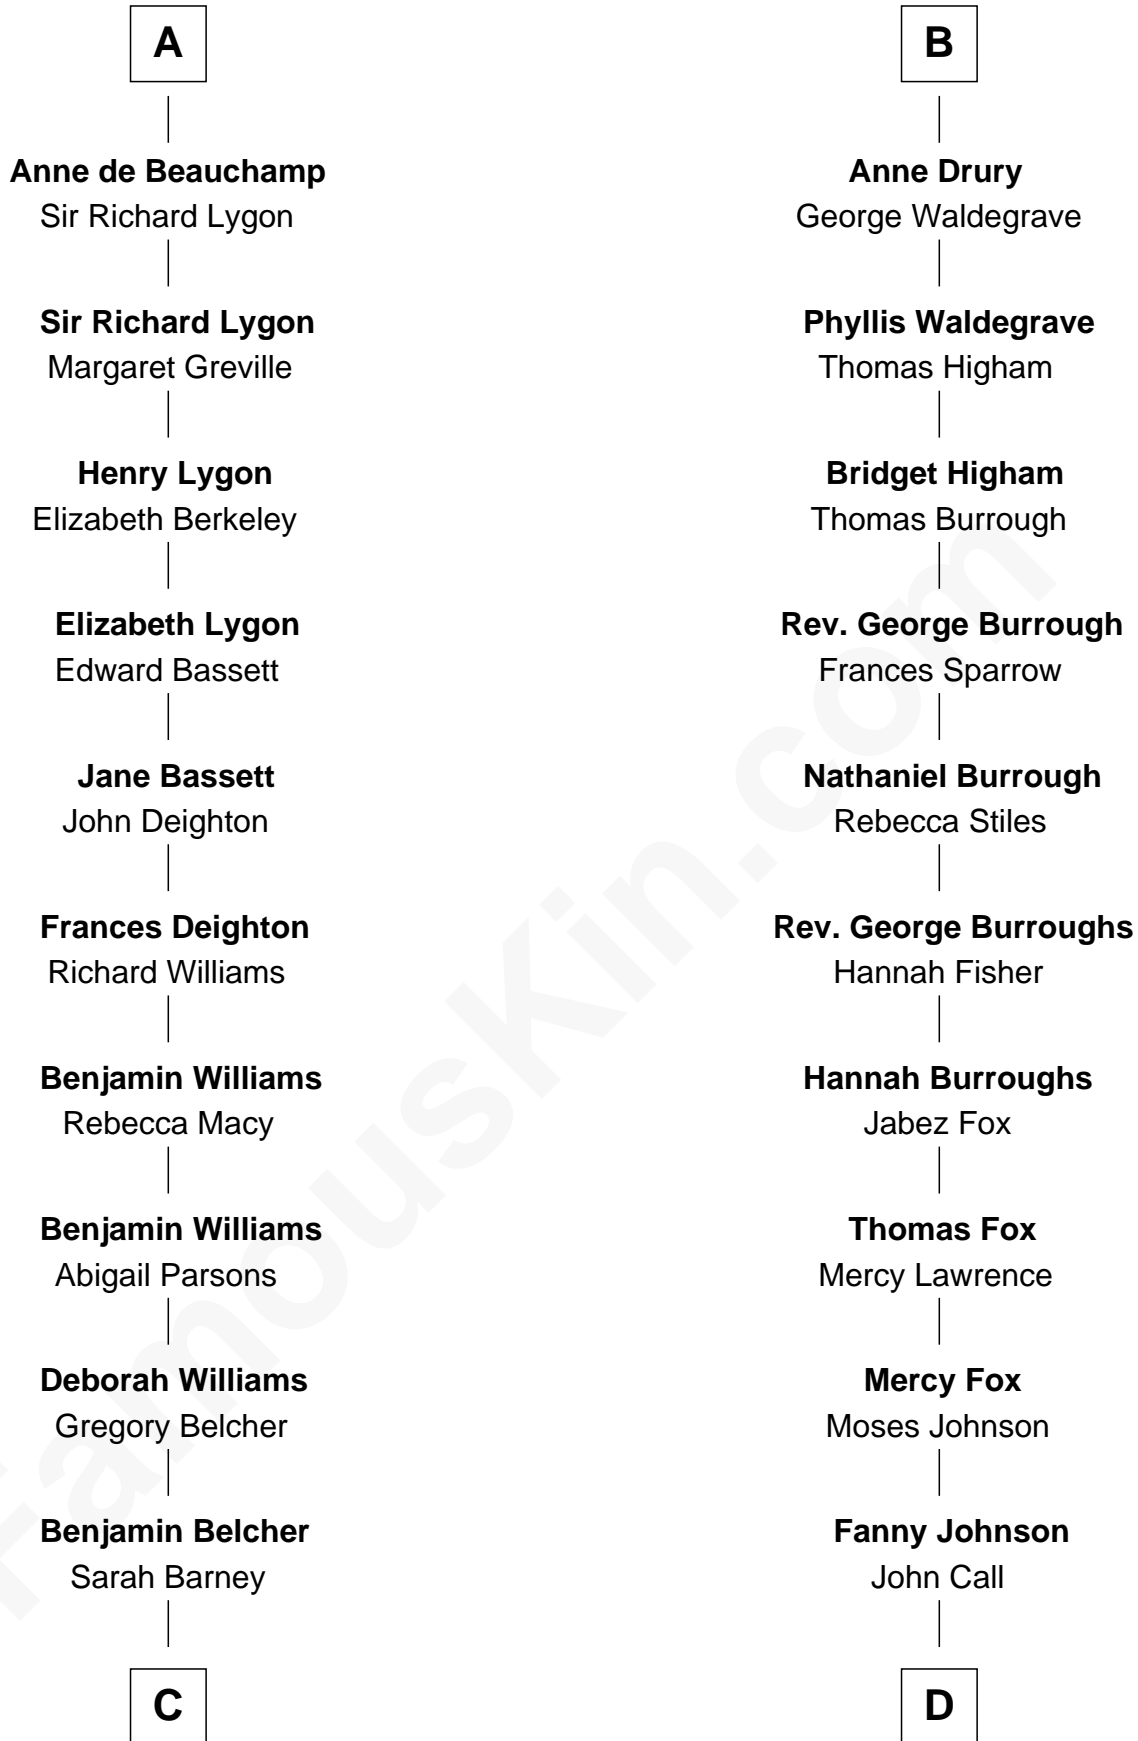 A
Anne de Beauchamp
Sir Richard Lygon
Sir Richard Lygon
Margaret Greville
Henry Lygon
Elizabeth Berkeley
Elizabeth Lygon
Edward Bassett
Jane Bassett
John Deighton
Frances Deighton
Richard Williams
Benjamin Williams
Rebecca Macy
Benjamin Williams
Abigail Parsons
Deborah Williams
Gregory Belcher
Benjamin Belcher
Sarah Barney
C
B
Anne Drury
George Waldegrave
Phyllis Waldegrave
Thomas Higham
Bridget Higham
Thomas Burrough
Rev. George Burrough
Frances Sparrow
Nathaniel Burrough
Rebecca Stiles
Rev. George Burroughs
Hannah Fisher
Hannah Burroughs
Jabez Fox
Thomas Fox
Mercy Lawrence
Mercy Fox
Moses Johnson
Fanny Johnson
John Call
D
FamousKin.com